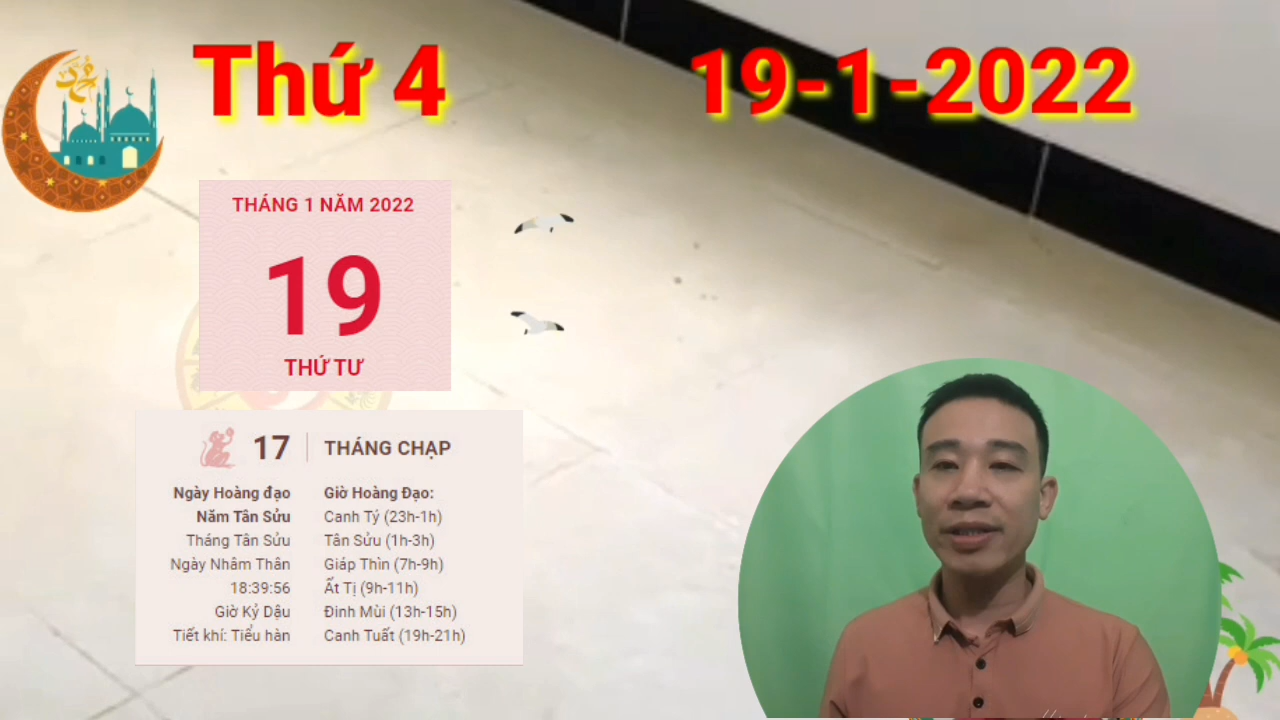 Thứ 4 19-1-2022
THÁNG 1 NĂM 2022
19
THỨ TƯ
17 THÁNG CHẠP
Ngày Hoàng đạo Giờ Hoàng Đạo:
Năm Tân Sửu Canh Tý (23h-1h)
Tháng Tân Sửu Tân Sửu (1h-3h)
Ngày Nhâm Thân Giáp Thìn (7h-9h)
18:39:56 Ất Tị (9h-11h)
Giờ Kỷ Dậu Đinh Mùi (13h-15h)
Tiết khí: Tiểu hàn Canh Tuất (19h-21h)